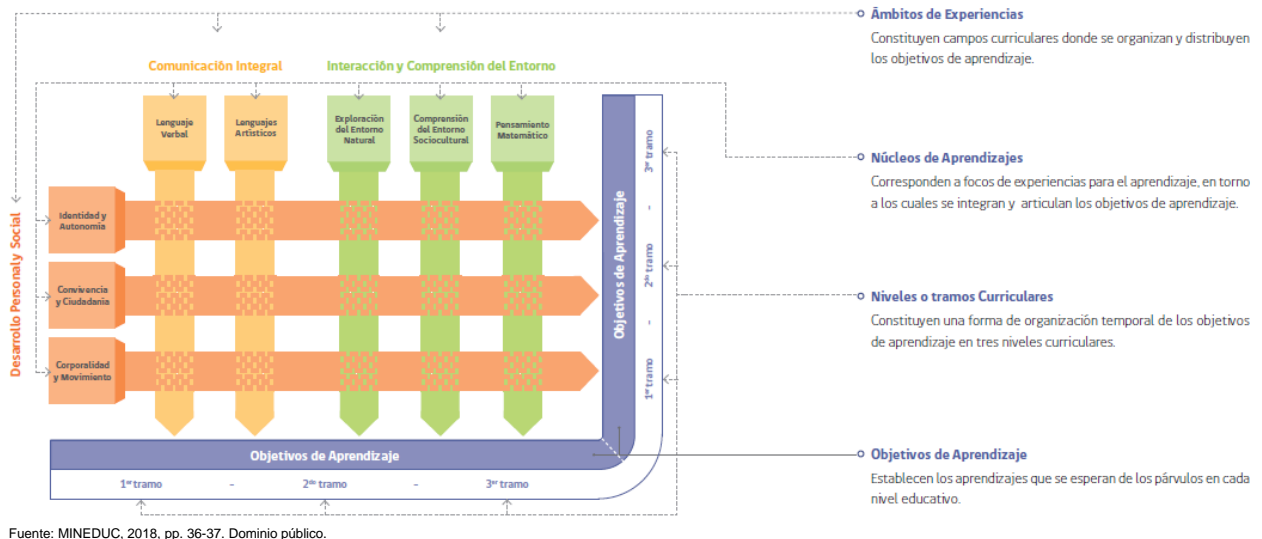 Ámbitos de Experiencias
Constituyen campos curriculares donde se organizan y distribuyen
los objetivos de aprendizaje.
Comunicación Integral
Interacción y Comprensión del Entorno
Lenguaje
Verbal
Lenguajes
Artísticos
Exploración
del Entorno
Natural
Comprensión
del Entorno
Sociocultural
Pensamiento
Matemático
Núcleos de Aprendizajes
Corresponden a focos de experiencias para el aprendizaje, en torno
a los cuales se integran y articulan los objetivos de aprendizaje.
Desarrollo Personal y Social
Identidad y
Autonomía
Convivencia
y Ciudadanía
Corporalidad
y Movimiento
Objetivos de Aprendizaje
1er tramo - 2do tramo - 3er tramo
Niveles o tramos Curriculares
Constituyen una forma de organización temporal de los objetivos
de aprendizaje en tres niveles curriculares.
Objetivos de Aprendizaje
1er tramo - 2do tramo - 3er tramo
Objetivos de Aprendizaje
Establecen los aprendizajes que se esperan de los párvulos en cada
nivel educativo.
Fuente: MINEDUC, 2018, pp. 36-37. Dominio público.